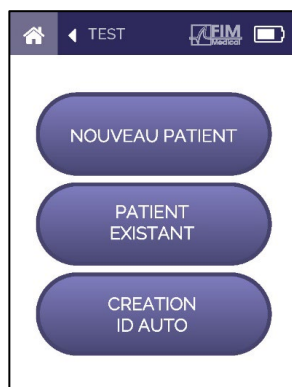 TEST
FIM
Medical
NOUVEAU PATIENT
PATIENT
EXISTANT
CREATION
ID AUTO